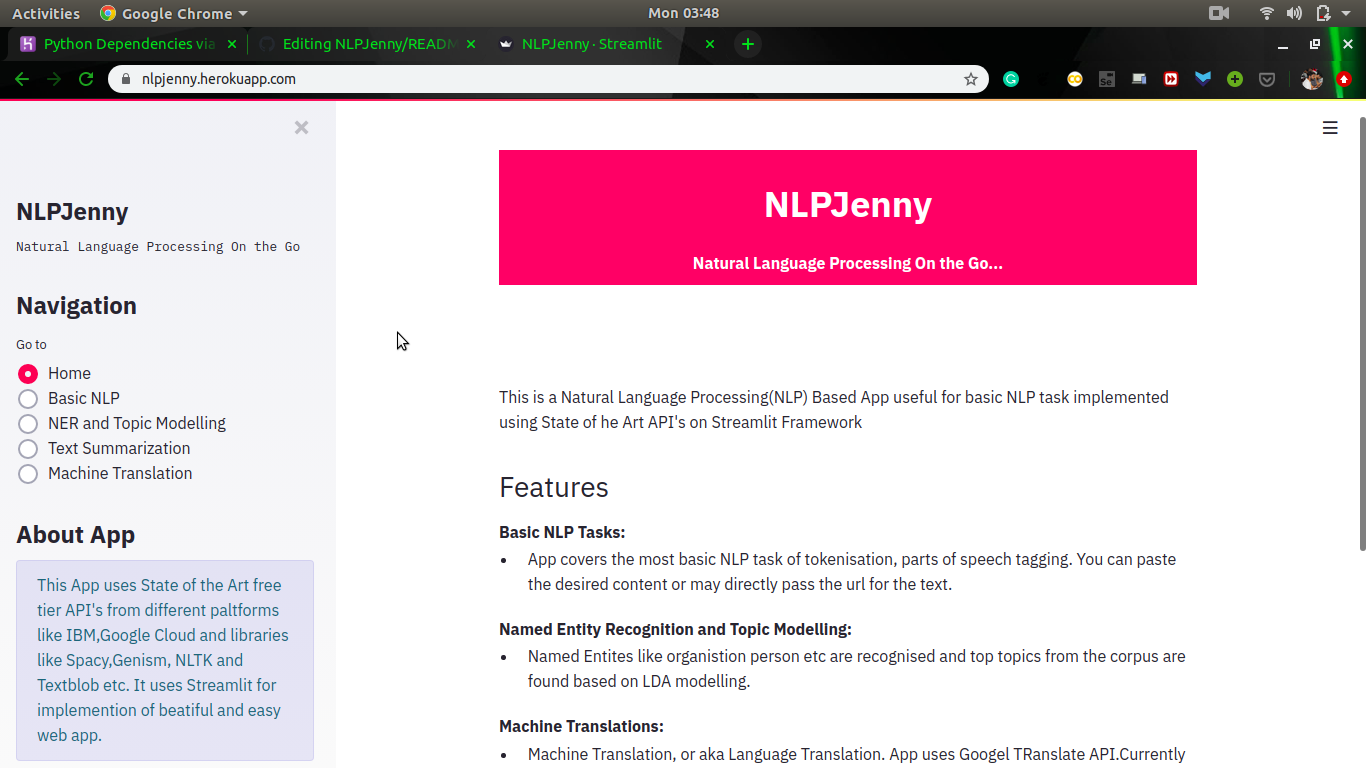 Activities
Google Chrome
Mon 03:48
Python Dependencies via
Editing NLPJenny/READM
NLPJenny · Streamlit
nlpjenny.herokuapp.com
Se
NLPJenny
Natural Language Processing On the Go
Navigation
Go to
Home
Basic NLP
NER and Topic Modelling
Text Summarization
Machine Translation
About App
This App uses State of the Art free
tier API's from different paltforms
like IBM,Google Cloud and libraries
like Spacy,Genism, NLTK and
Textblob etc. It uses Streamlit for
implemention of beatiful and easy
web app.
NLPJenny
Natural Language Processing On the Go...
This is a Natural Language Processing(NLP) Based App useful for basic NLP task implemented
using State of he Art API's on Streamlit Framework
Features
Basic NLP Tasks:
• App covers the most basic NLP task of tokenisation, parts of speech tagging. You can paste
the desired content or may directly pass the url for the text.
Named Entity Recognition and Topic Modelling:
• Named Entites like organistion person etc are recognised and top topics from the corpus are
found based on LDA modelling.
Machine Translations:
• Machine Translation, or aka Language Translation. App uses Googel TRanslate API.Currently